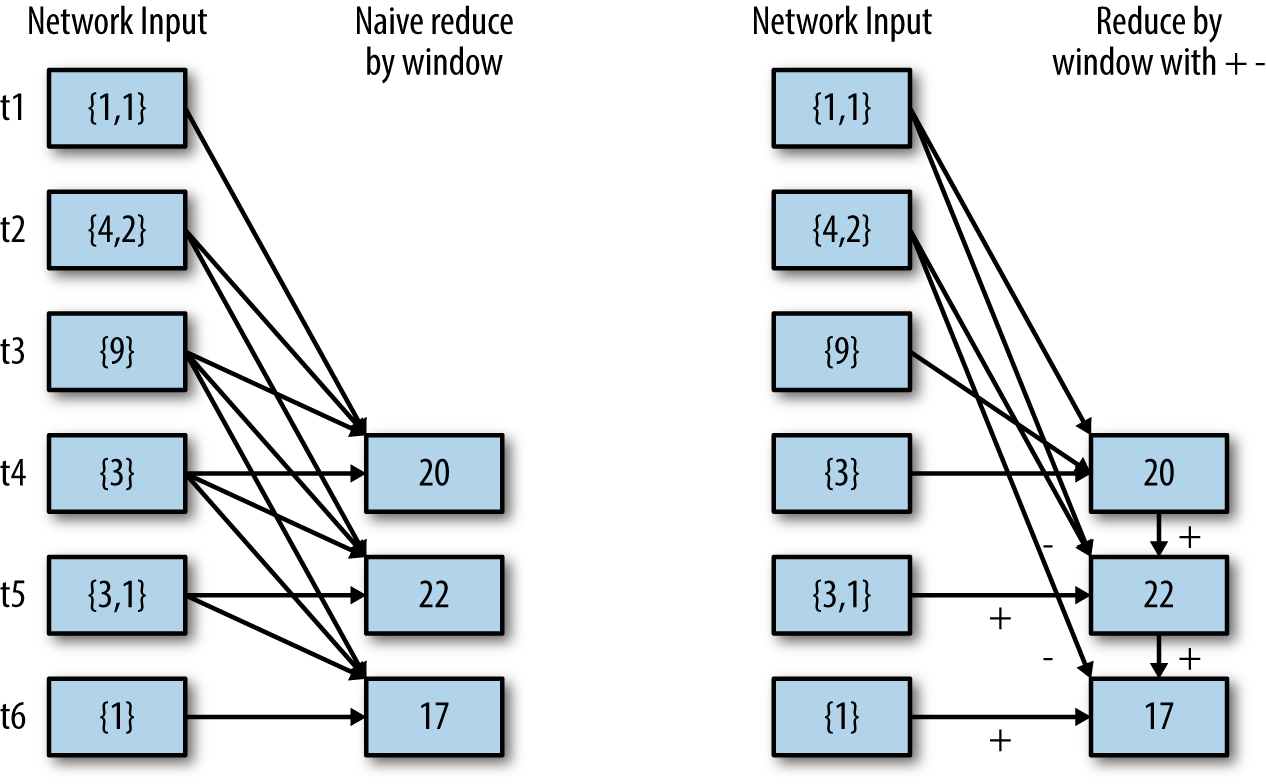 Network Input
Naive reduce
by window
t1
{1,1}
t2
{4,2}
t3
{9}
t4
{3}
20
t5
{3,1}
22
t6
{1}
17
Network Input
Reduce by
window with + -
{1,1}
{4,2}
{9}
{3}
20
- +
{3,1}
22
+
- +
{1}
17
+